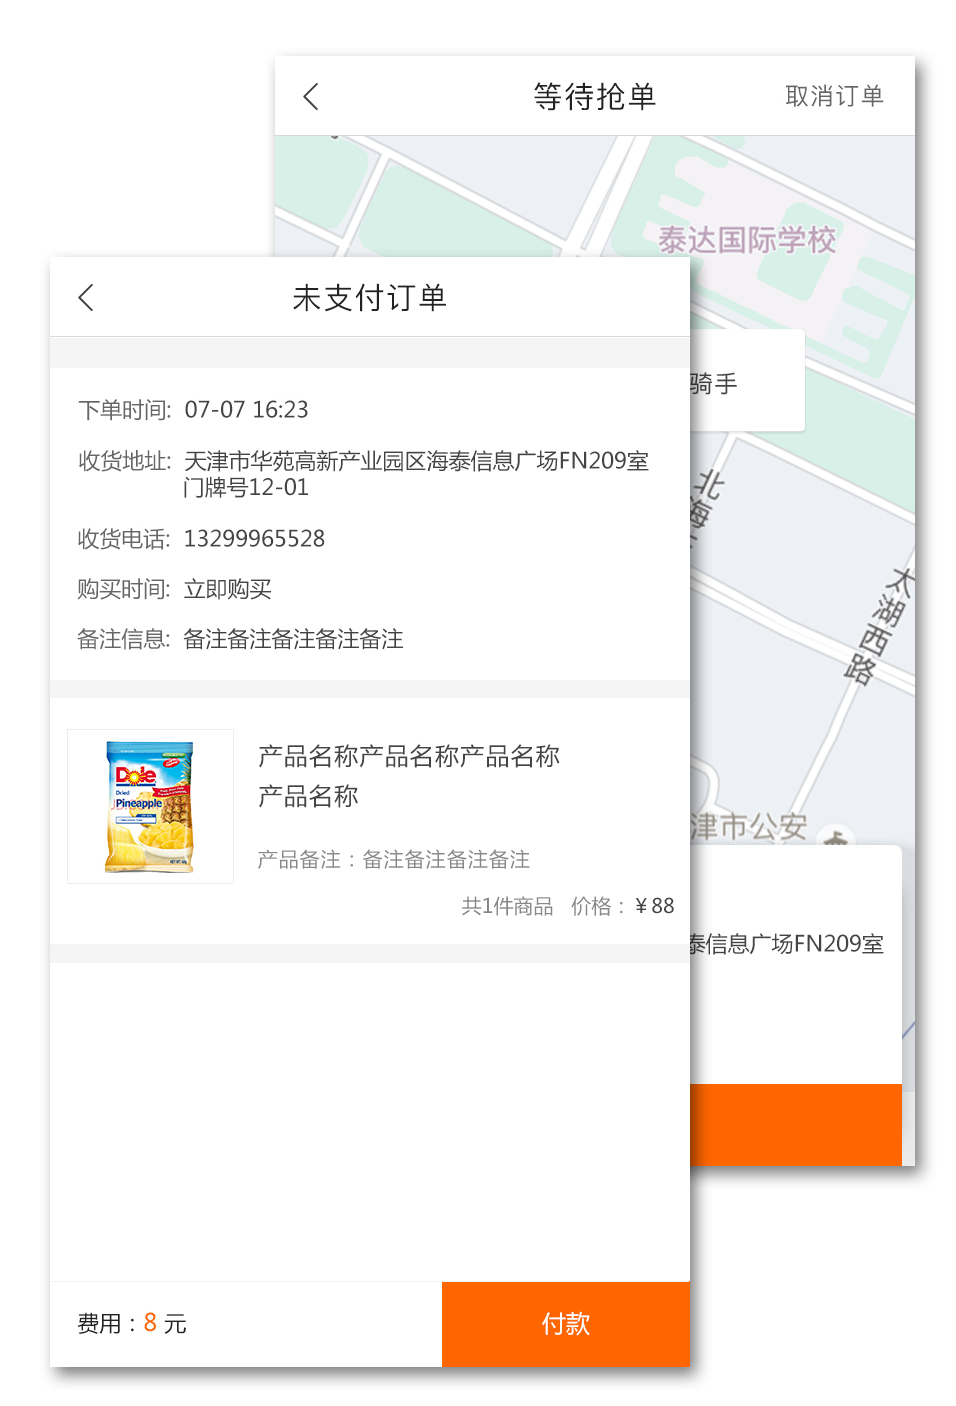 等待抢单
取消订单
泰达国际学校
骑手
北海
太湖西路
津市公安
泰信息广场FN209室
未支付订单
下单时间: 07-07 16:23
收货地址: 天津市华苑高新产业园区海泰信息广场FN209室
门牌号12-01
收货电话: 13299965528
购买时间: 立即购买
备注信息: 备注备注备注备注备注
Dole
Dried
Pineapple
产品名称产品名称产品名称
产品名称
产品备注：备注备注备注备注
共1件商品 价格：¥88
费用：8 元
付款